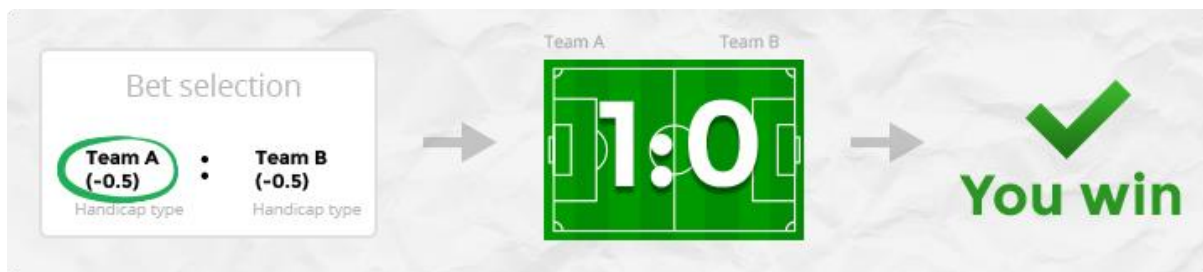 Bet selection
Team A : Team B
(-0.5) (-0.5)
Handicap type Handicap type
Team A Team B
1:0
You win